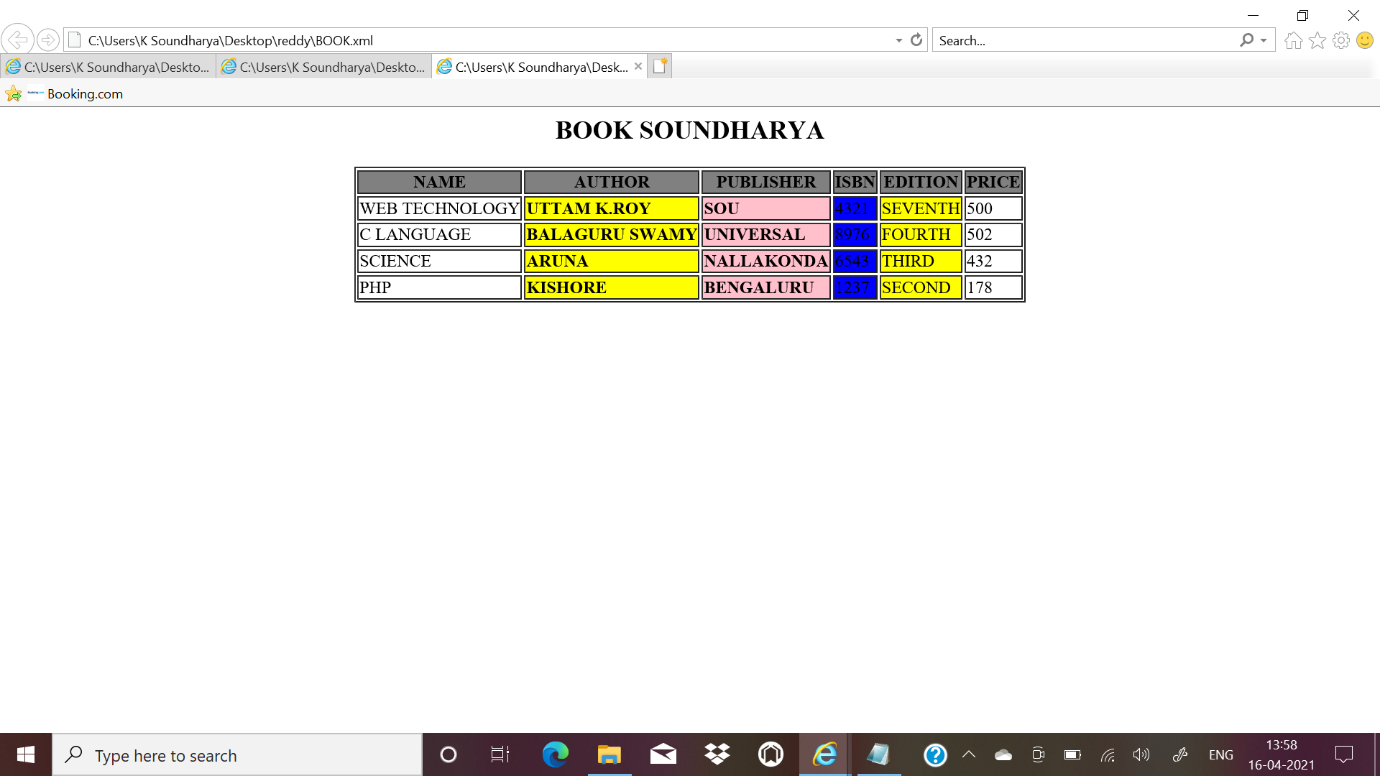 C:\Users\K Soundharya\Desktop\reddy\BOOK.xml Search...
C:\Users\K Soundharya\Deskto... C:\Users\K Soundharya\Deskto... C:\Users\K Soundharya\Desk...
Booking.com
BOOK SOUNDHARYA
NAME AUTHOR PUBLISHER ISBN EDITION PRICE
WEB TECHNOLOGY UTTAM K.ROY SOU 4321 SEVENTH 500
C LANGUAGE BALAGURU SWAMY UNIVERSAL 8976 FOURTH 502
SCIENCE ARUNA NALLAKONDA 6543 THIRD 432
PHP KISHORE BENGALURU 1237 SECOND 178
Type here to search ENG 13:58
16-04-2021